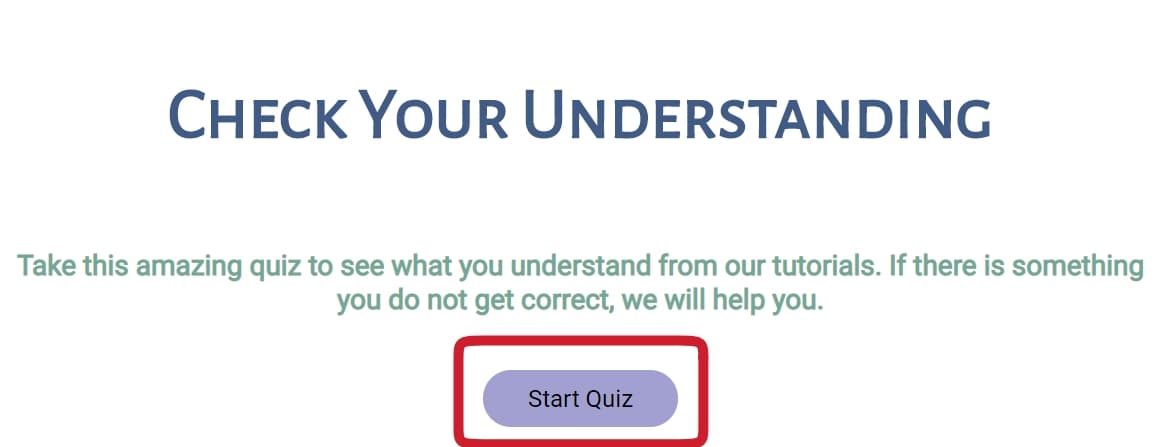 Check Your Understanding
Take this amazing quiz to see what you understand from our tutorials. If there is something
you do not get correct, we will help you.
Start Quiz